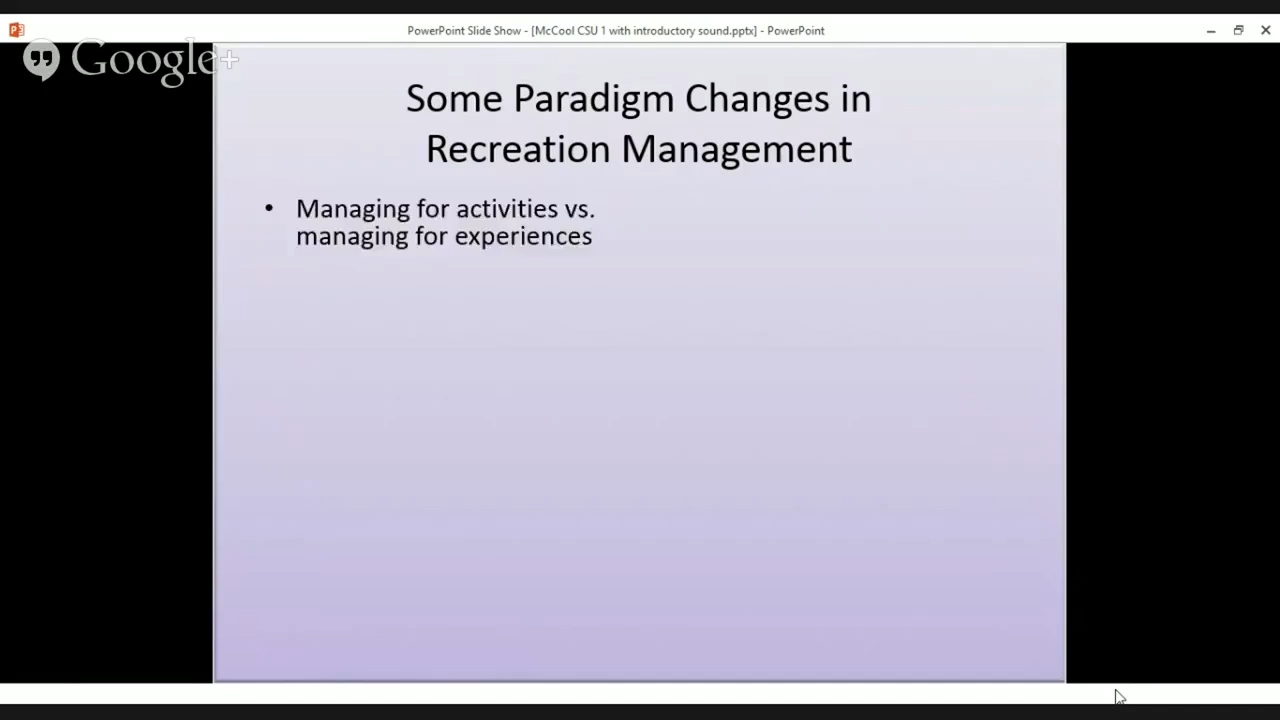 PowerPoint Slide Show - [McCool CSU 1 with introductory sound.pptx] - PowerPoint
Google+
Some Paradigm Changes in
Recreation Management
• Managing for activities vs.
managing for experiences